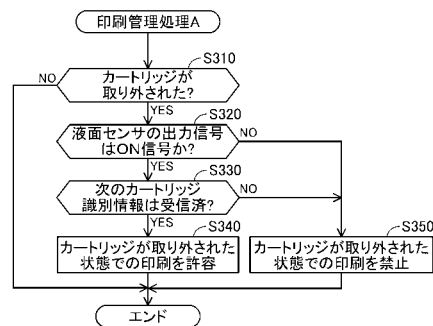 印刷管理処理A
S310
カートリッジが
取り外された?
NO
YES
S320
液面センサの出力信号
はON信号か?
NO
YES
S330
次のカートリッジ
識別情報は受信済?
NO
YES
S340
カートリッジが取り外された
状態での印刷を許容
S350
カートリッジが取り外された
状態での印刷を禁止
エンド